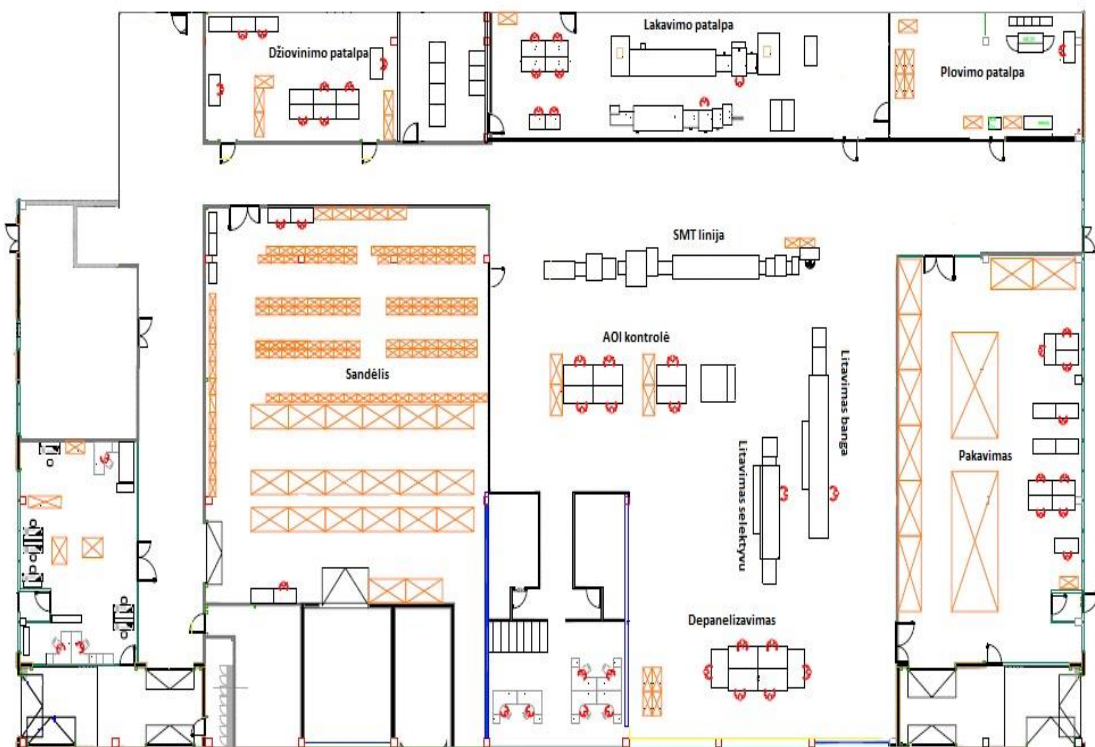 Džiovinimo patalpa
Lakavimo patalpa
Plovimo patalpa
SMT linija
AOI kontrolė
Sandėlis
Litavimas banga
Litavimas selektyvu
Pakavimas
Depanelizavimas